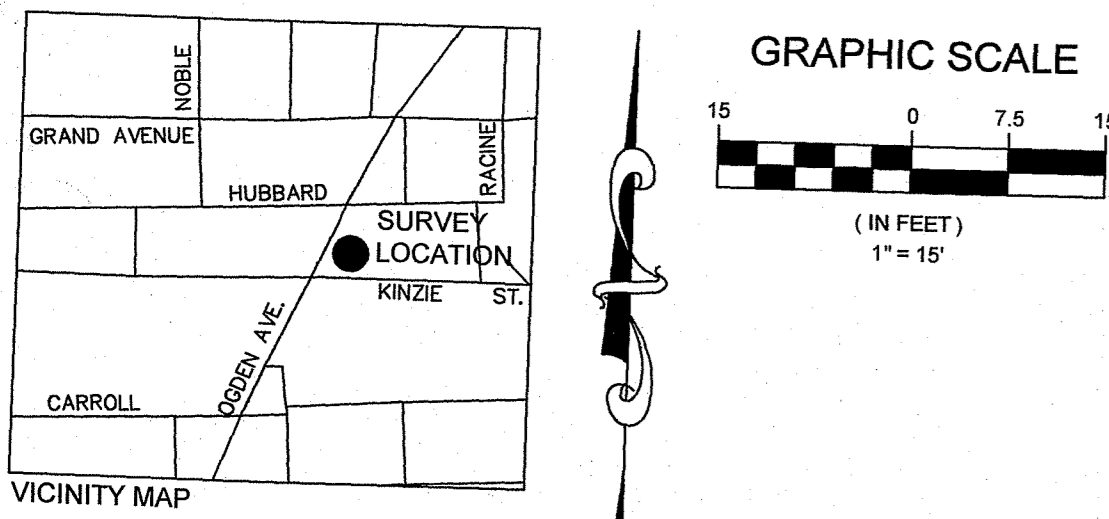 NOBLE
GRAND AVENUE
RACINE
HUBBARD
SURVEY
LOCATION
KINZIE ST.
OGDEN AVE.
CARROLL
VICINITY MAP
GRAPHIC SCALE
15 0 7.5 15
( IN FEET )
1" = 15'